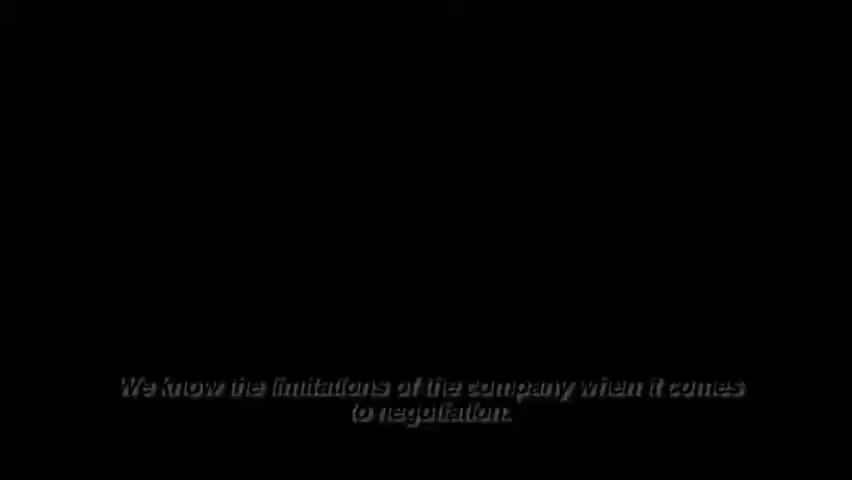 We know the limitations of the company when it comes
to negotiation.